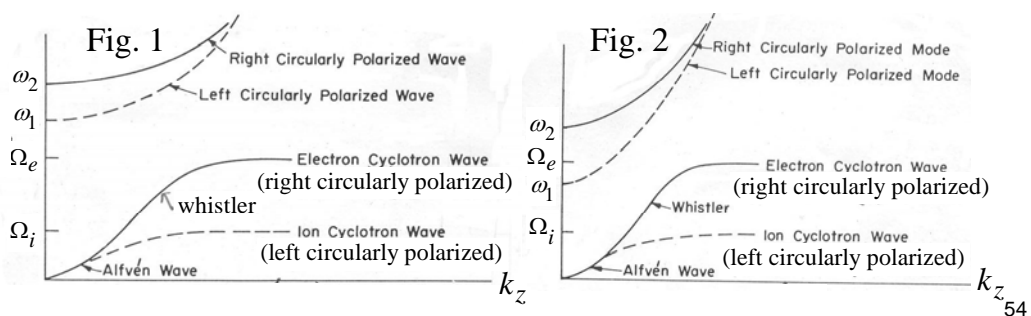 Fig. 1
ω₂
ω₁
Ωₑ
Ωᵢ
Right Circularly Polarized Wave
Left Circularly Polarized Wave
Electron Cyclotron Wave
(right circularly polarized)
whistler
Ion Cyclotron Wave
(left circularly polarized)
Alfvén Wave
k_z
Fig. 2
ω₂
Ωₑ
ω₁
Ωᵢ
Right Circularly Polarized Mode
Left Circularly Polarized Mode
Electron Cyclotron Wave
(right circularly polarized)
Whistler
Ion Cyclotron Wave
(left circularly polarized)
Alfvén Wave
k_z
54